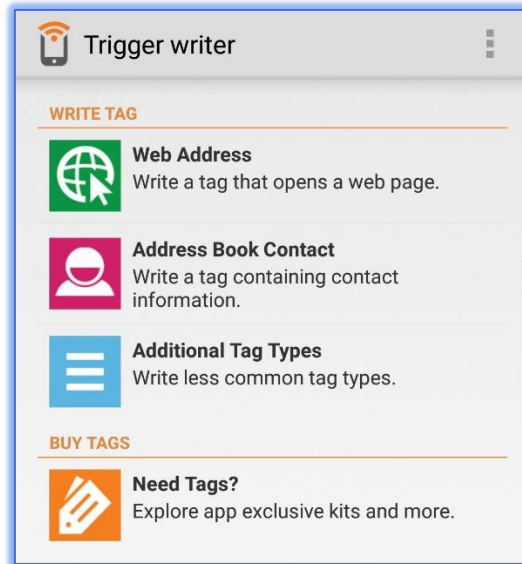 Trigger writer
WRITE TAG
Web Address
Write a tag that opens a web page.
Address Book Contact
Write a tag containing contact
information.
Additional Tag Types
Write less common tag types.
BUY TAGS
Need Tags?
Explore app exclusive kits and more.